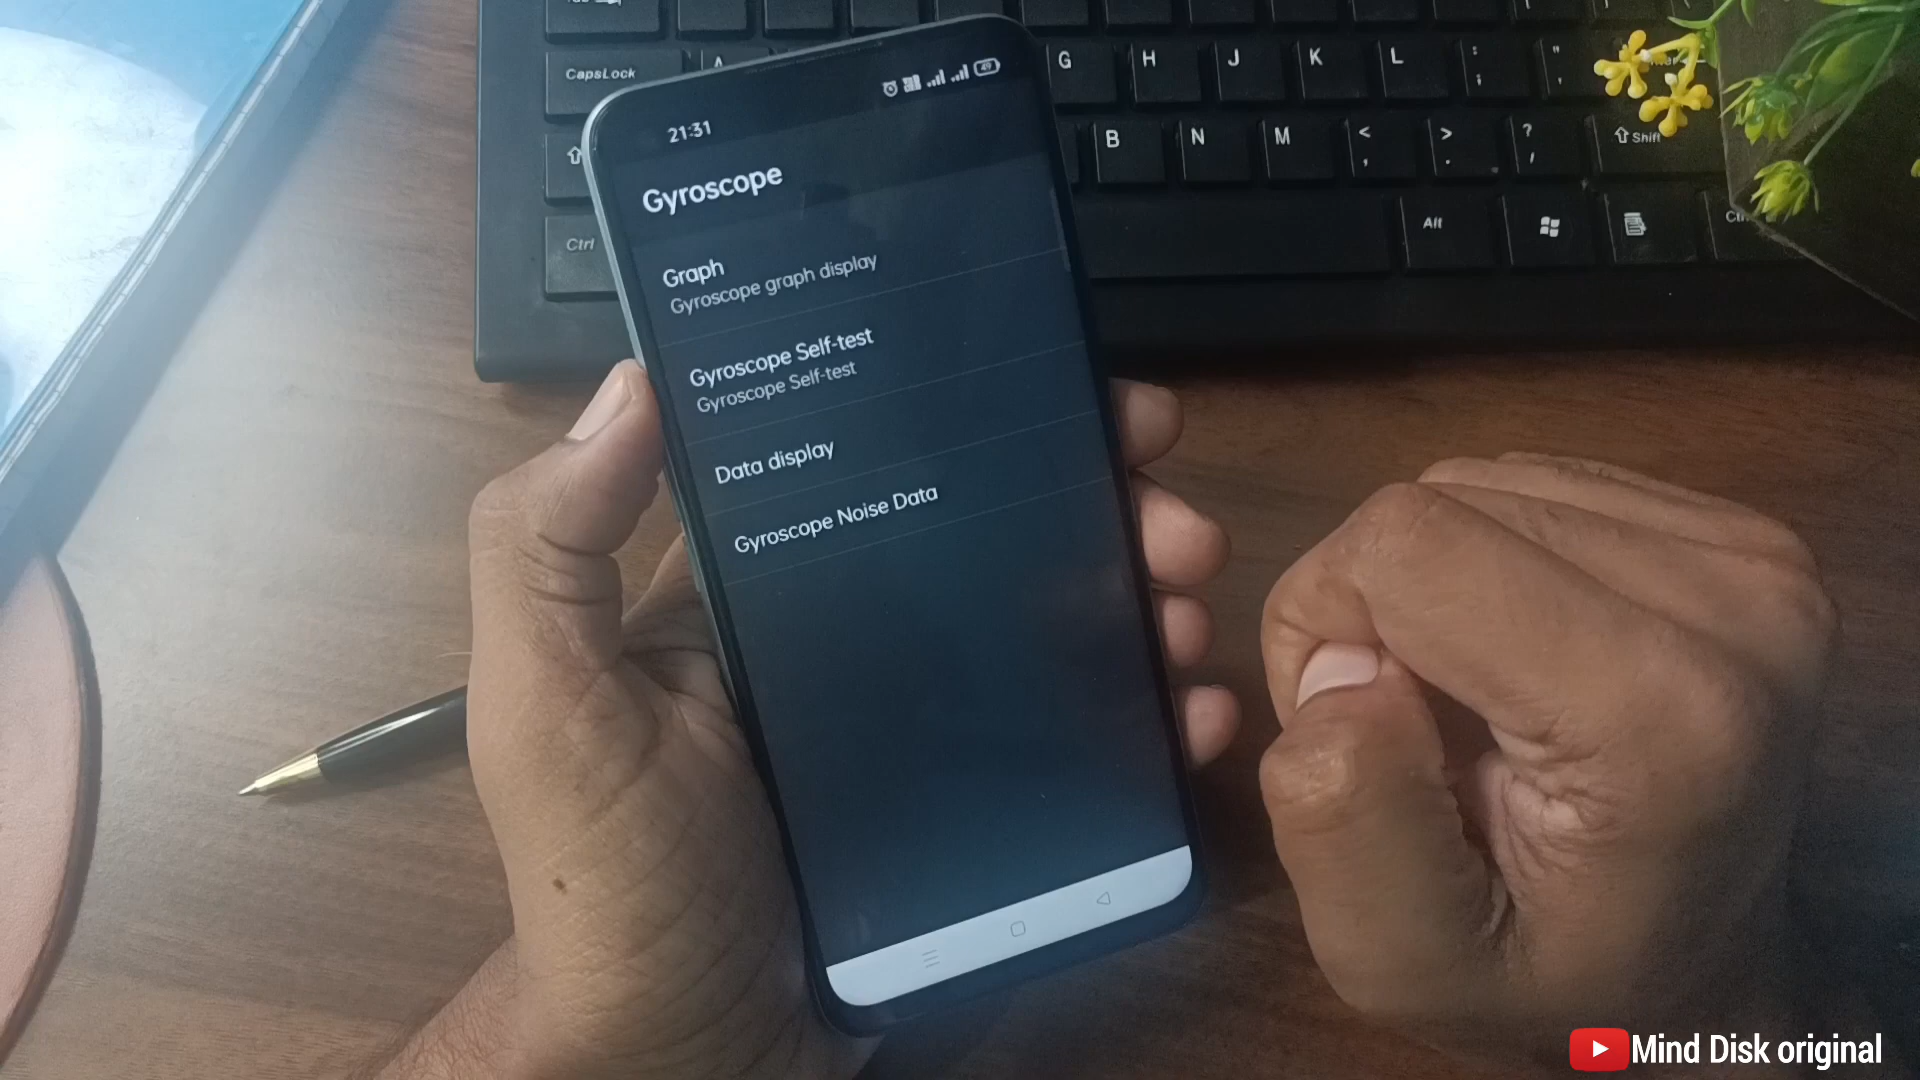 21:31
49
Gyroscope
Graph
Gyroscope graph display
Gyroscope Self-test
Gyroscope Self-test
Data display
Gyroscope Noise Data
CapsLock
A
G
H
J
K
L
:
;
"
'
B
N
M
<
,
>
.
?
/
Shift
Ctrl
Alt
Mind Disk original